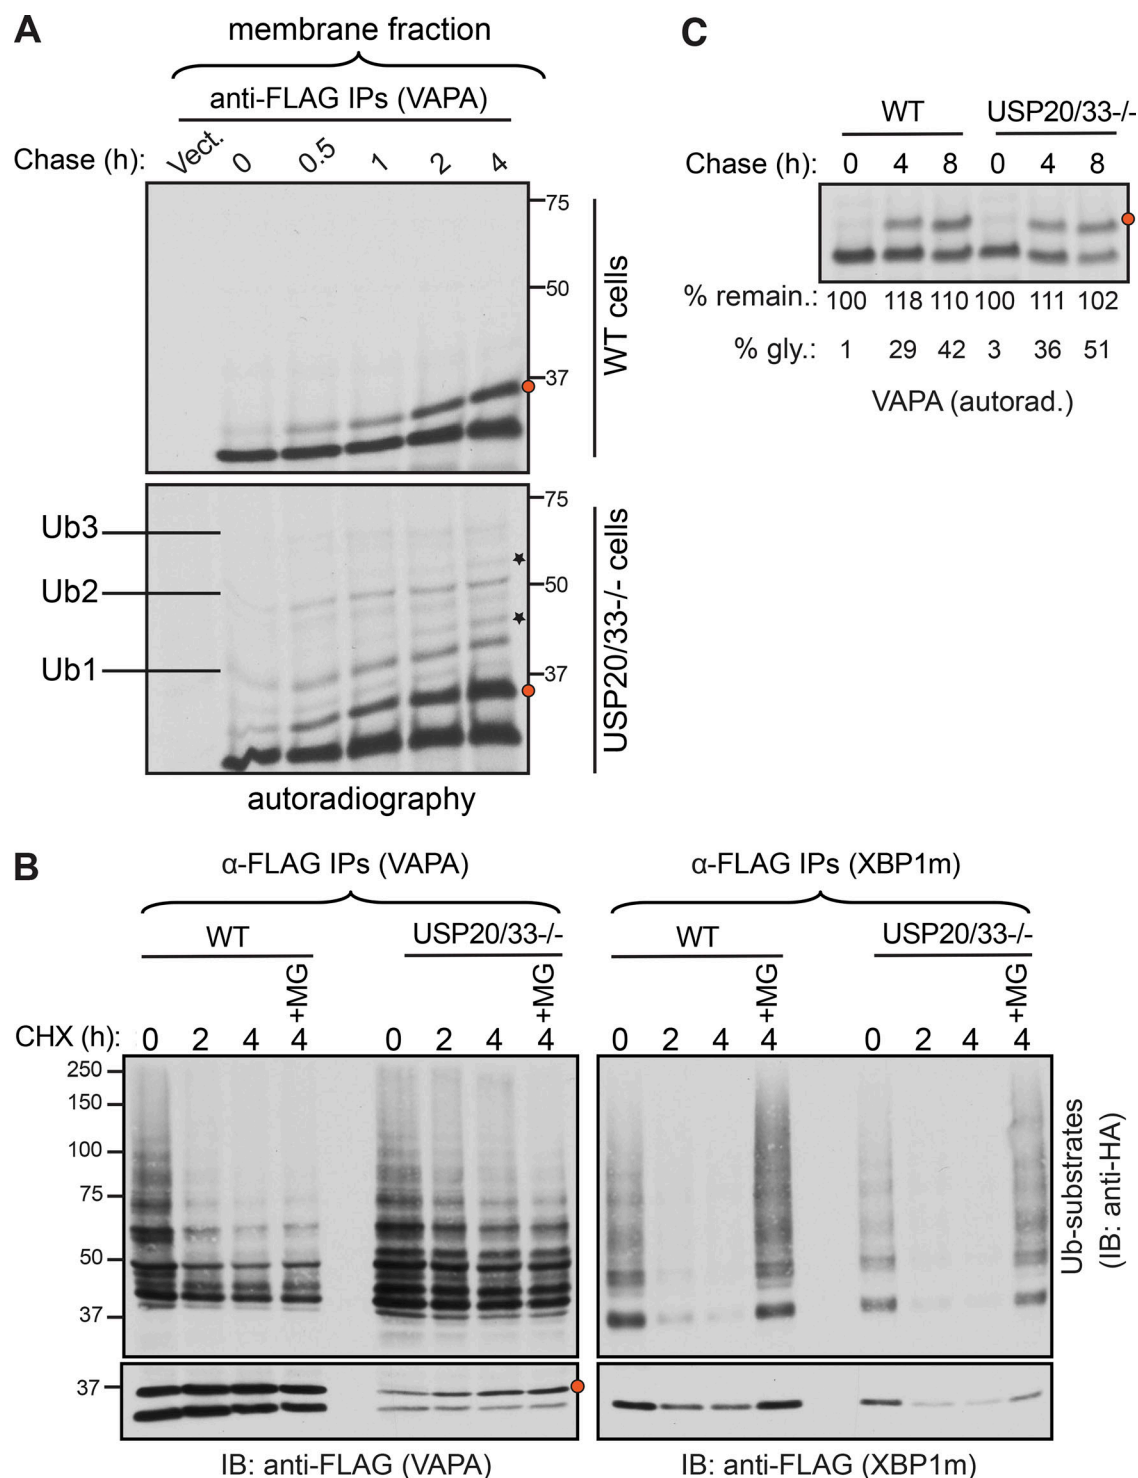 A
membrane fraction
anti-FLAG IPs (VAPA)
Chase (h): Vect. 0 0.5 1 2 4
75
50
37
WT cells
Ub3
Ub2
Ub1
75
50
37
USP20/33-/- cells
autoradiography
C
WT USP20/33-/-
Chase (h): 0 4 8 0 4 8
% remain.: 100 118 110 100 111 102
% gly.: 1 29 42 3 36 51
VAPA (autorad.)
B
α-FLAG IPs (VAPA) α-FLAG IPs (XBP1m)
WT USP20/33-/- WT USP20/33-/-
+MG +MG +MG +MG
CHX (h): 0 2 4 4 0 2 4 4 0 2 4 4 0 2 4 4
250
150
100
75
50
37
37
Ub-substrates
(IB: anti-HA)
IB: anti-FLAG (VAPA) IB: anti-FLAG (XBP1m)